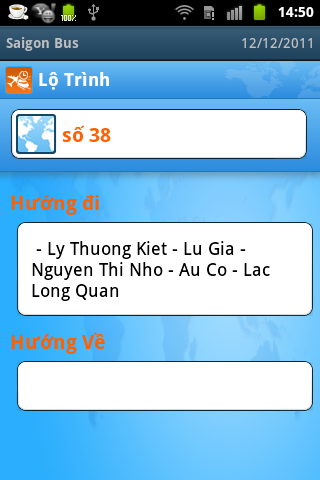 100% 14:50
Saigon Bus 12/12/2011
Lộ Trình
số 38
Hướng đi
- Ly Thuong Kiet - Lu Gia -
Nguyen Thi Nho - Au Co - Lac
Long Quan
Hướng Về